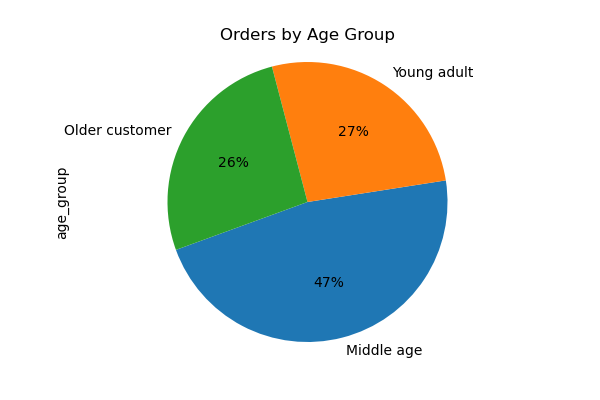 Orders by Age Group
Young adult
Older customer
27%
26%
age_group
47%
Middle age